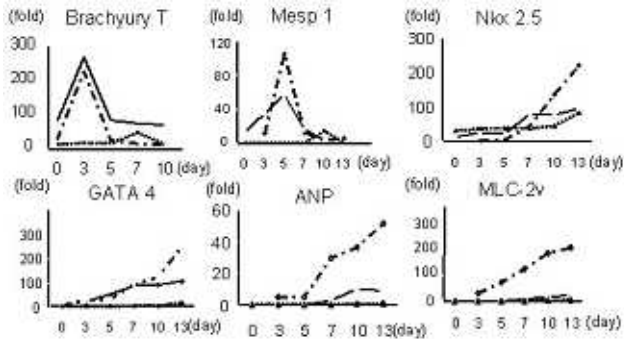 (fold) Brachyury T
300
200
100
0
0 3 5 7 10 (day)
(fold) Mesp 1
120
80
40
0
0 3 5 7 10 13 (day)
(fold) Nkx 2.5
300
200
100
0
0 3 5 7 10 13 (day)
(fold) GATA 4
300
200
100
0
0 3 5 7 10 13(day)
(fold) ANP
60
40
20
0
0 3 5 7 10 13(day)
(fold) MLC-2v
300
200
100
0
0 3 5 7 10 13(day)